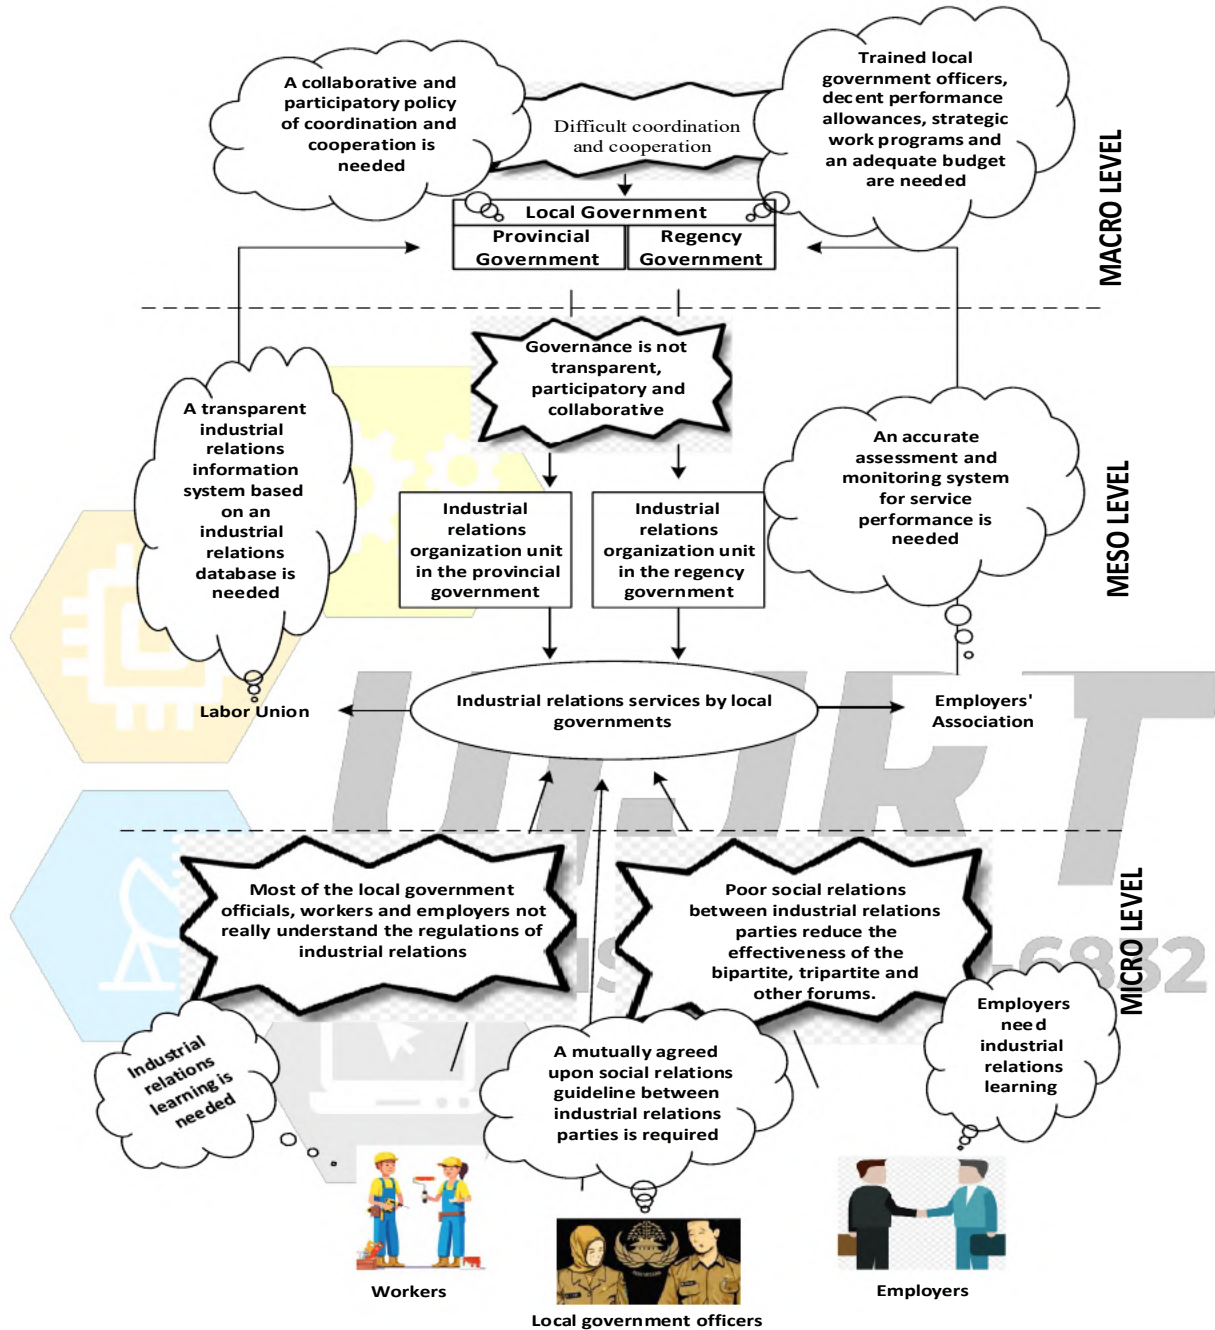 A collaborative and
participatory policy
of coordination and
cooperation is
needed
Difficult coordination
and cooperation
Trained local
government officers,
decent performance
allowances, strategic
work programs and
an adequate budget
are needed
MACRO LEVEL
Local Government
Provincial
Government
Regency
Government
Governance is not
transparent,
participatory and
collaborative
A transparent
industrial
relations
information
system based
on an
industrial
relations
database is
needed
An accurate
assessment and
monitoring system
for service
performance is
needed
MESO LEVEL
Industrial
relations
organization unit
in the provincial
government
Industrial
relations
organization unit
in the regency
government
Labor Union
Industrial relations services by local
governments
Employers'
Association
Most of the local government
officials, workers and employers not
really understand the regulations of
industrial relations
Poor social relations
between industrial relations
parties reduce the
effectiveness of the
bipartite, tripartite and
other forums.
MICRO LEVEL
-6832
Industrial
relations
learning is
needed
A mutually agreed
upon social relations
guideline between
industrial relations
parties is required
Employers
need
industrial
relations
learning
Workers
Local government officers
Employers